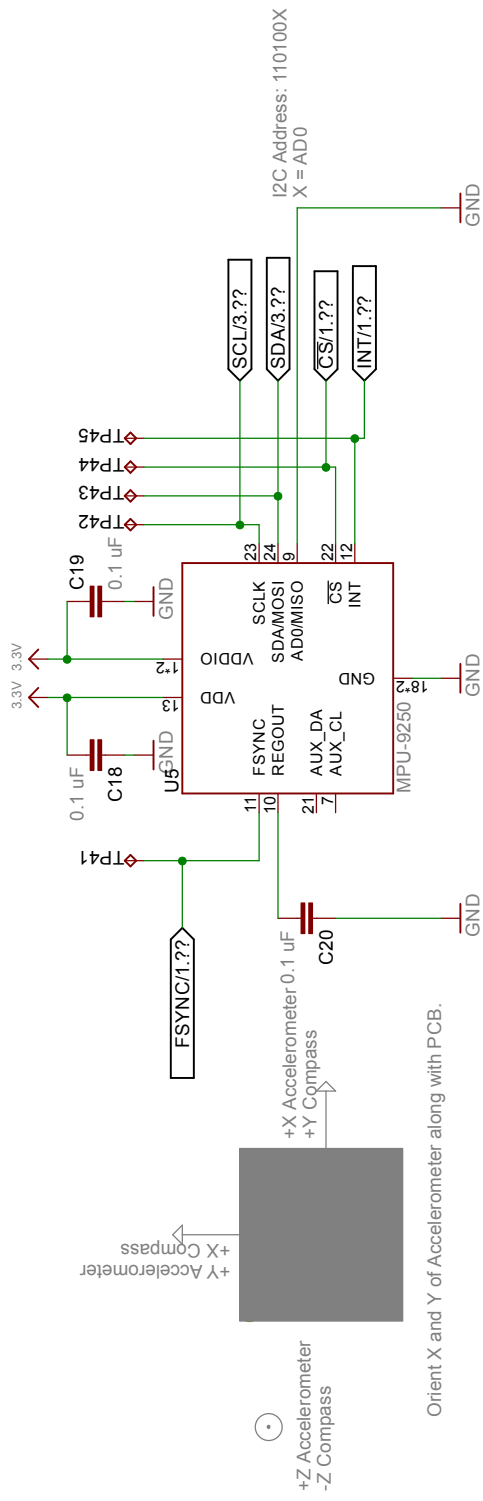 +Z Accelerometer
-Z Compass
+Y Accelerometer
+X Compass
+X Accelerometer
+Y Compass
Orient X and Y of Accelerometer along with PCB.
FSYNC/1.??
TP41
C20
0.1 uF
GND
3.3V
3.3V
0.1 uF
C18
GND
C19
0.1 uF
GND
U5
13
VDD
1*2
VDDIO
11
FSYNC
10
REGOUT
21
AUX_DA
7
AUX_CL
23
SCLK
24
SDA/MOSI
9
AD0/MISO
22
CS
12
INT
GND
18*2
MPU-9250
GND
TP42
TP43
TP44
TP45
SCL/3.??
SDA/3.??
CS/1.??
INT/1.??
I2C Address: 110100X
X = AD0
GND